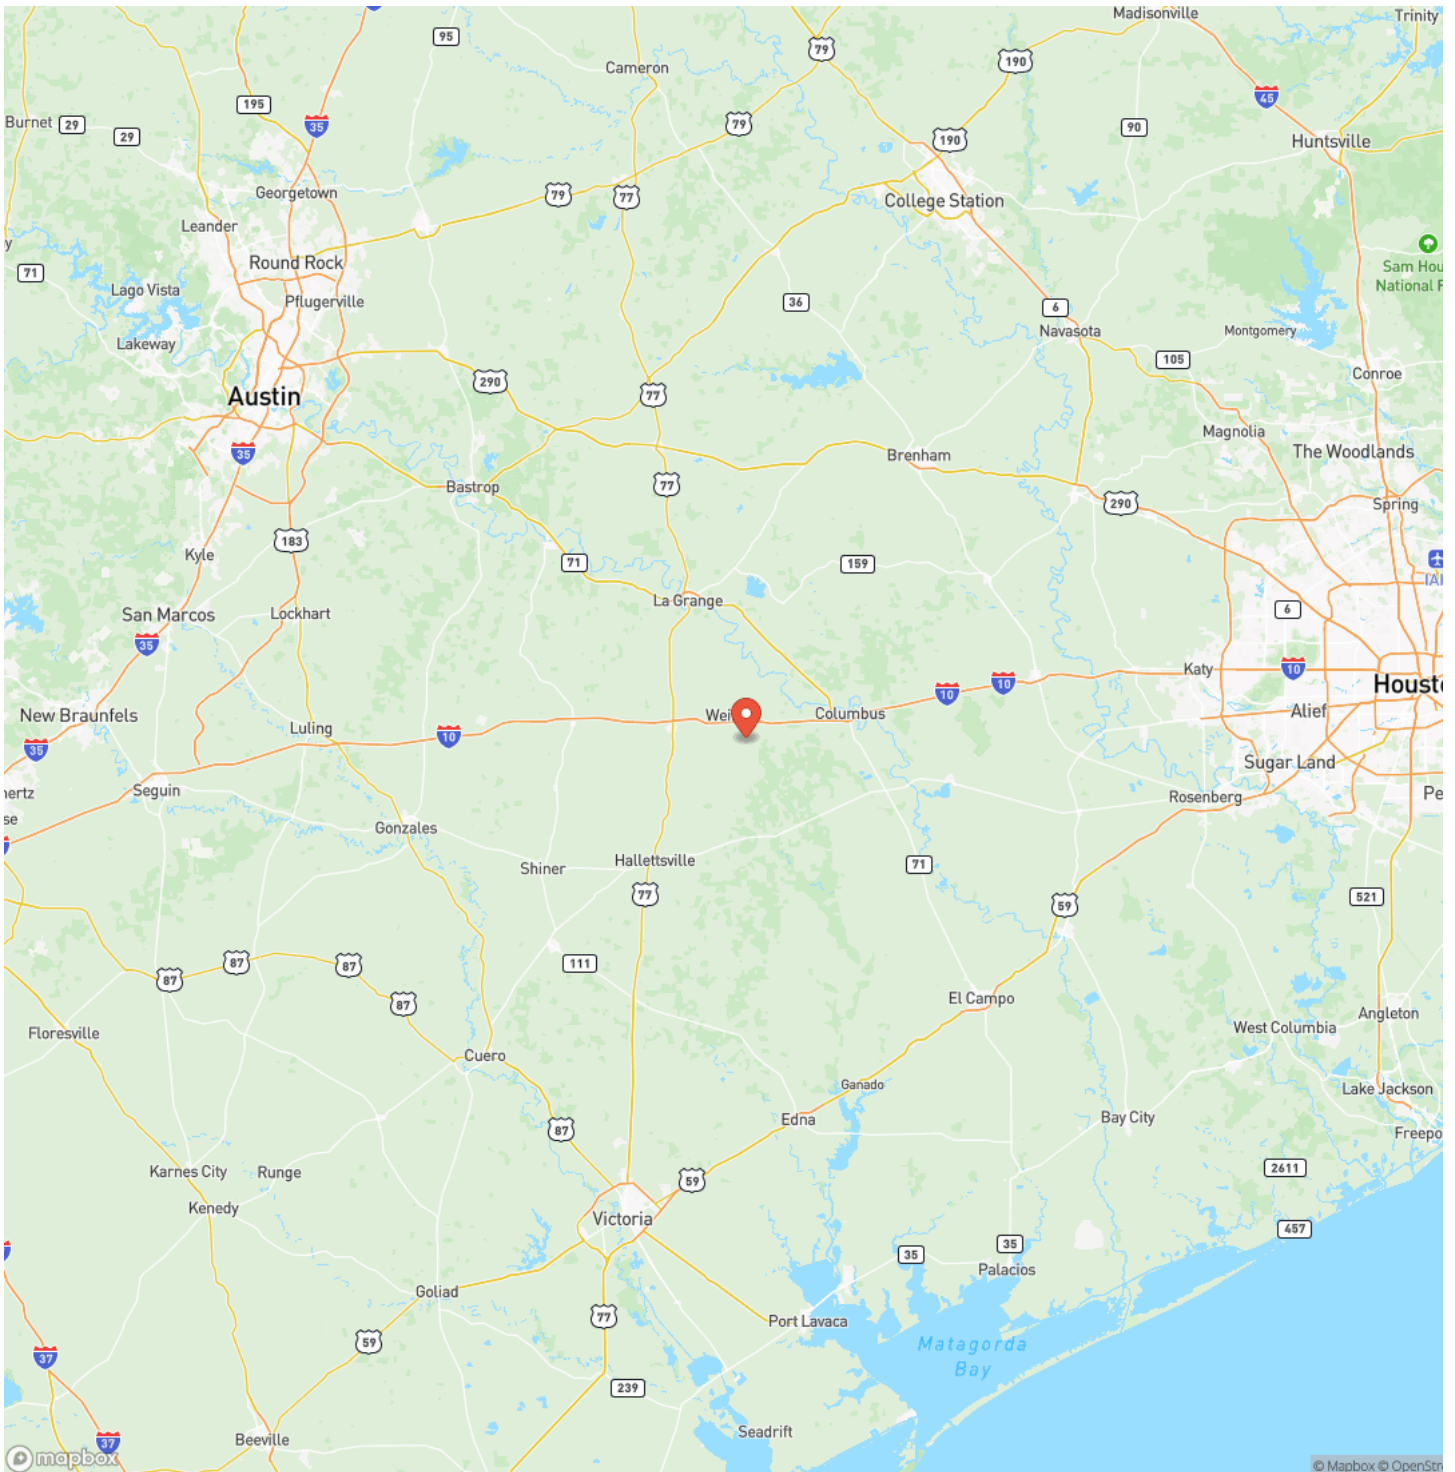 Madisonville
Trinity
35
95
79
190
Cameron
45
195
Burnet
29
29
35
79
90
190
Huntsville
Georgetown
79
77
College Station
Leander
y
Round Rock
71
Sam Hou
National F
Lago Vista
Pflugerville
36
6
Navasota
Montgomery
Lakeway
105
Conroe
290
77
Austin
Magnolia
35
Brenham
The Woodlands
Bastrop
77
290
Spring
183
Kyle
71
159
IAH
La Grange
San Marcos
Lockhart
6
35
Katy
10
10
10
Houst
New Braunfels
Wei
Columbus
Alief
Luling
35
10
Sugar Land
Seguin
hertz
Rosenberg
Pe
se
Gonzales
Hallettsville
Shiner
71
77
521
59
87
87
87
111
El Campo
87
Angleton
Floresville
West Columbia
Cuero
Ganado
Lake Jackson
Edna
Bay City
87
Freepo
Karnes City
Runge
2611
59
Kenedy
Victoria
457
35
35
Palacios
Goliad
77
Port Lavaca
59
Matagorda
Bay
37
239
Seadrift
Beeville
37
mapbox
© Mapbox © OpenStre